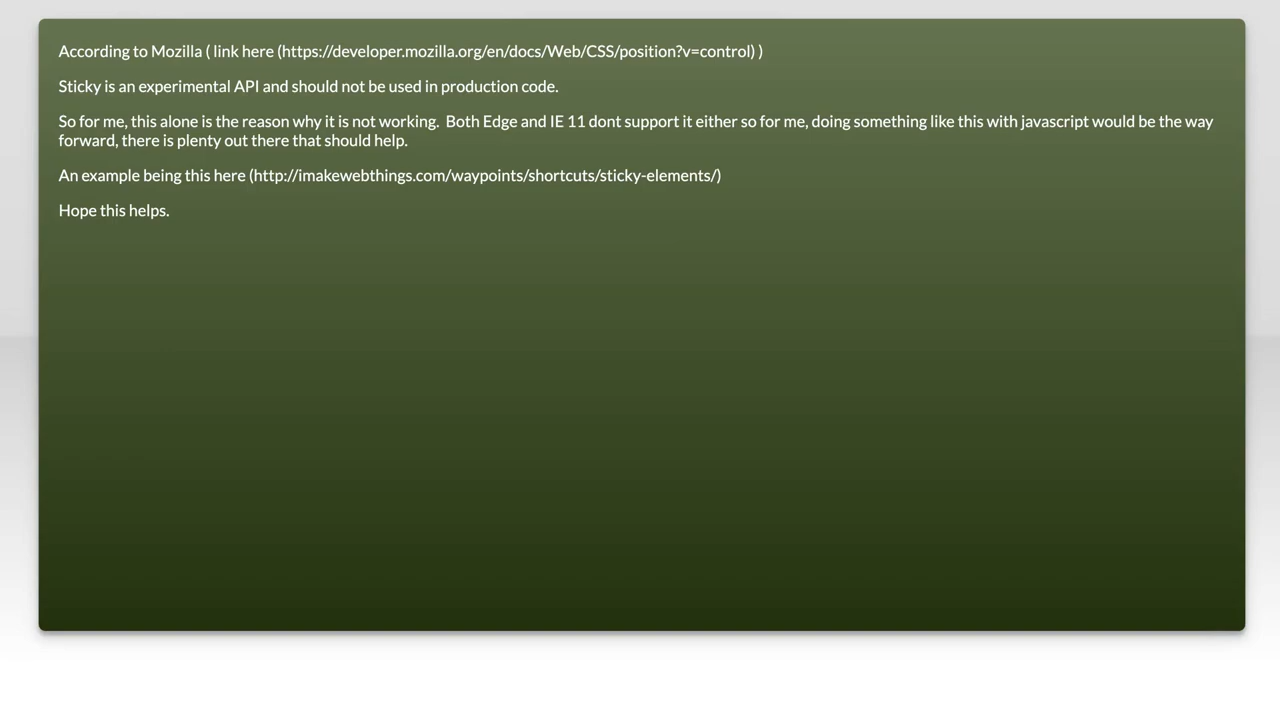 According to Mozilla ( link here (https://developer.mozilla.org/en/docs/Web/CSS/position?v=control) )
Sticky is an experimental API and should not be used in production code.
So for me, this alone is the reason why it is not working.  Both Edge and IE 11 dont support it either so for me, doing something like this with javascript would be the way
forward, there is plenty out there that should help.
An example being this here (http://imakewebthings.com/waypoints/shortcuts/sticky-elements/)
Hope this helps.